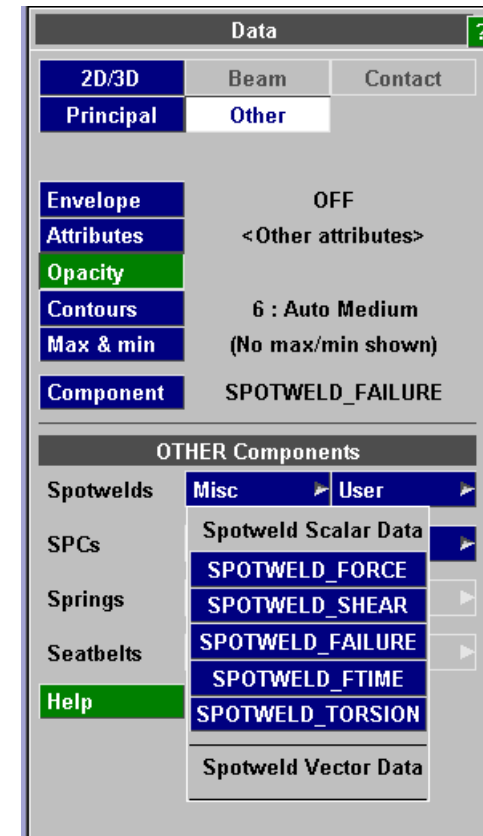 Data ?
2D/3D Beam Contact
Principal Other
Envelope OFF
Attributes <Other attributes>
Opacity
Contours 6 : Auto Medium
Max & min (No max/min shown)
Component SPOTWELD_FAILURE
OTHER Components
Spotwelds Misc User
Spotweld Scalar Data
SPCs
SPOTWELD_FORCE
Springs SPOTWELD_SHEAR
SPOTWELD_FAILURE
Seatbelts
SPOTWELD_FTIME
Help SPOTWELD_TORSION
Spotweld Vector Data